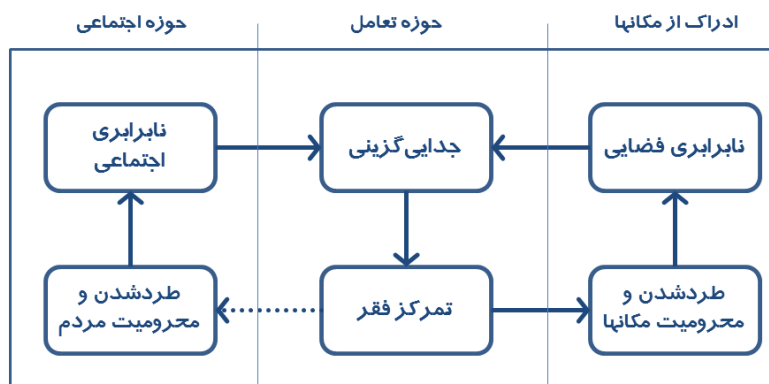 ادراک از مکانها
حوزه تعامل
حوزه اجتماعی
نابرابری فضایی
جدایی‌گزینی
نابرابری
اجتماعی
طردشدن و
محرومیت مکانها
تمرکز فقر
طردشدن و
محرومیت مردم